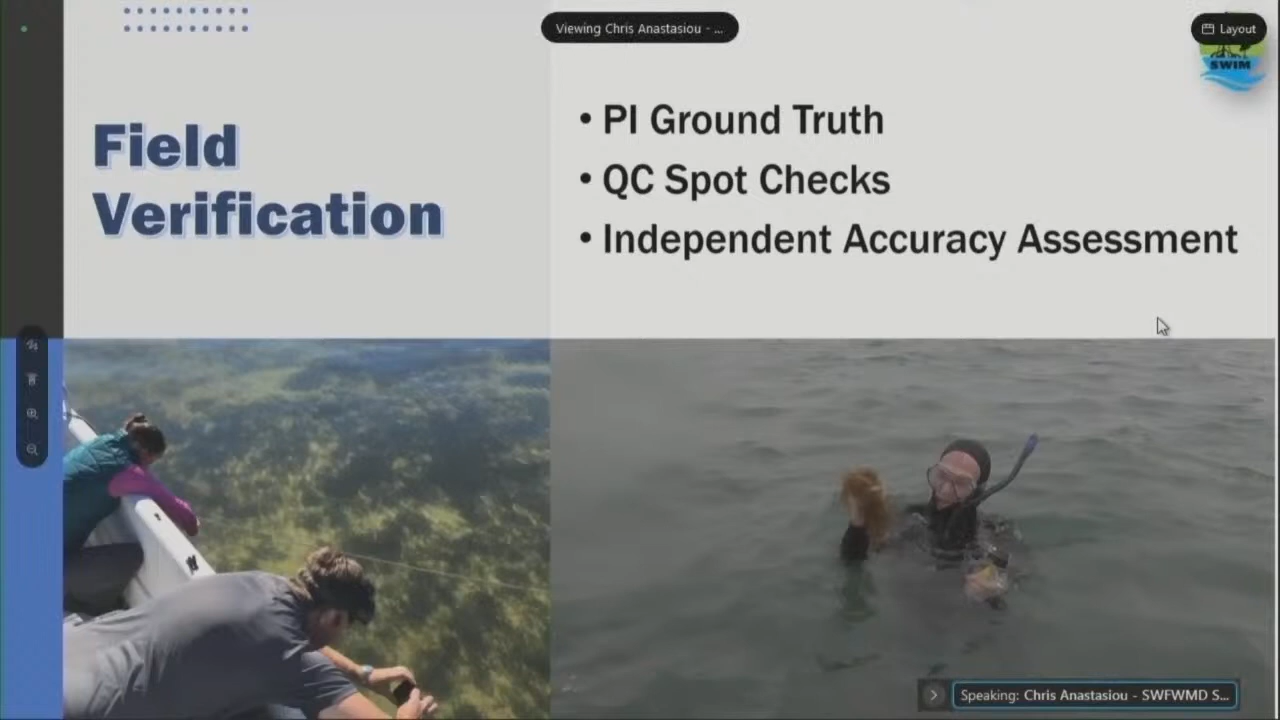 Viewing Chris Anastasiou - ...
Layout
SWIM
Field
Verification
• PI Ground Truth
• QC Spot Checks
• Independent Accuracy Assessment
Speaking: Chris Anastasiou - SWFWMD S...